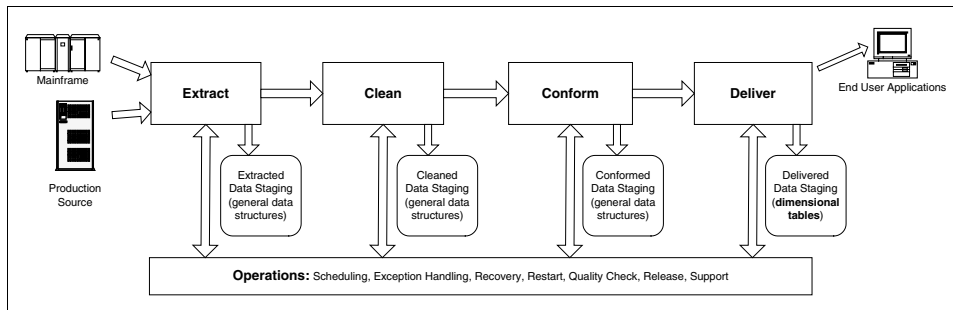 Mainframe
Production
Source
Extract
Clean
Conform
Deliver
End User Applications
Extracted
Data Staging
(general data
structures)
Cleaned
Data Staging
(general data
structures)
Conformed
Data Staging
(general data
structures)
Delivered
Data Staging
(dimensional
tables)
Operations: Scheduling, Exception Handling, Recovery, Restart, Quality Check, Release, Support